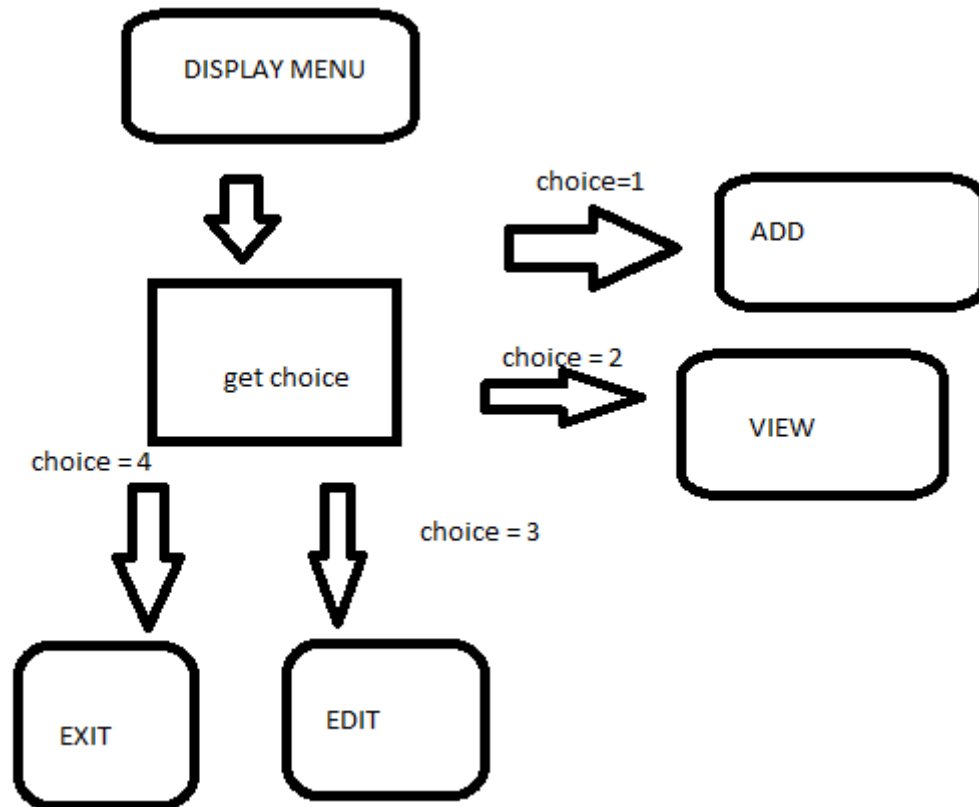 DISPLAY MENU
choice=1
ADD
get choice
choice = 2
VIEW
choice = 4
choice = 3
EXIT
EDIT